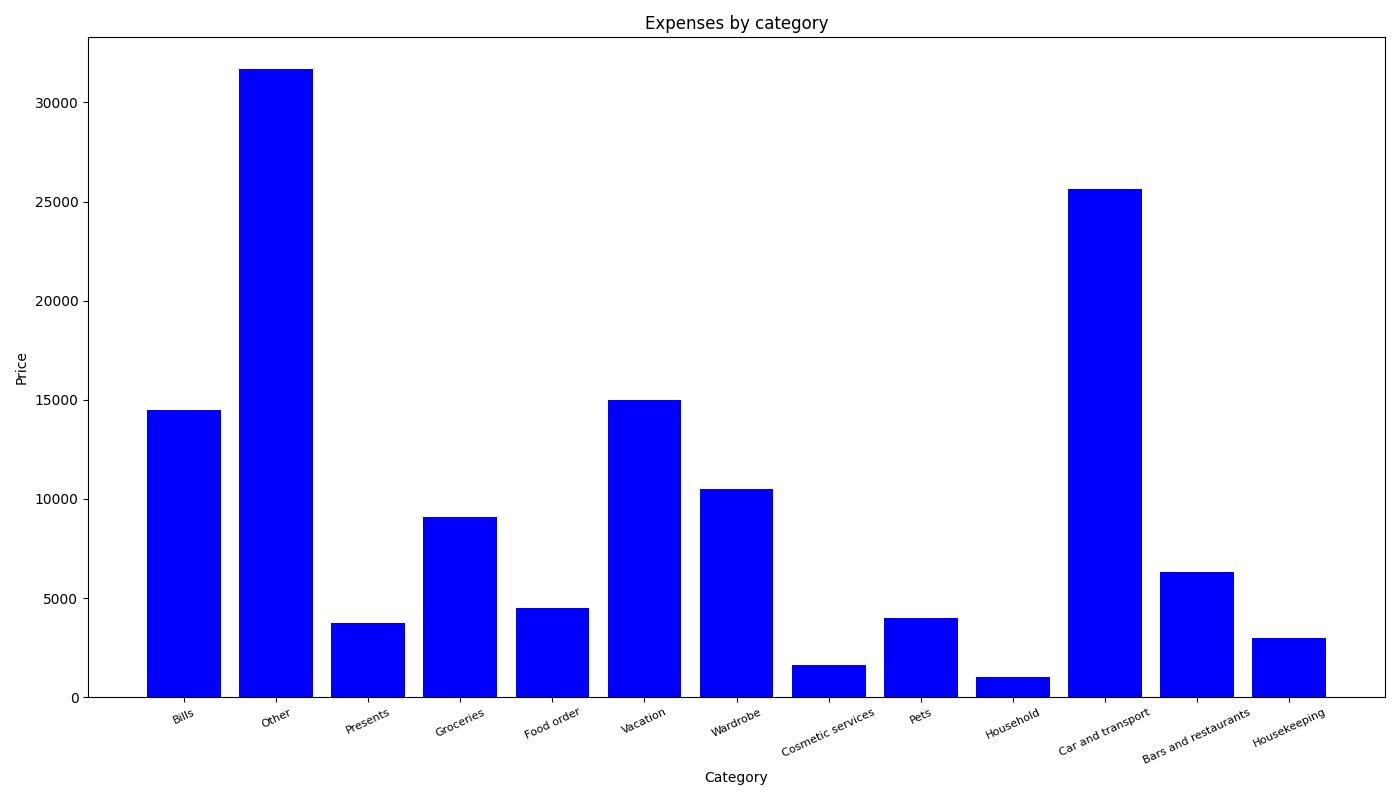 Expenses by category
30000
25000
20000
15000
10000
5000
0
Price
Bills
Other
Presents
Groceries
Food order
Vacation
Wardrobe
Cosmetic services
Pets
Household
Car and transport
Bars and restaurants
Housekeeping
Category